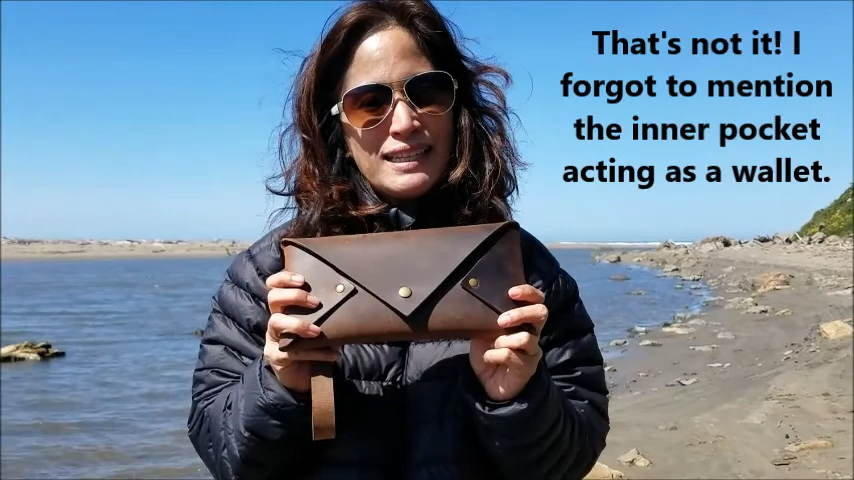 That's not it! I
forgot to mention
the inner pocket
acting as a wallet.